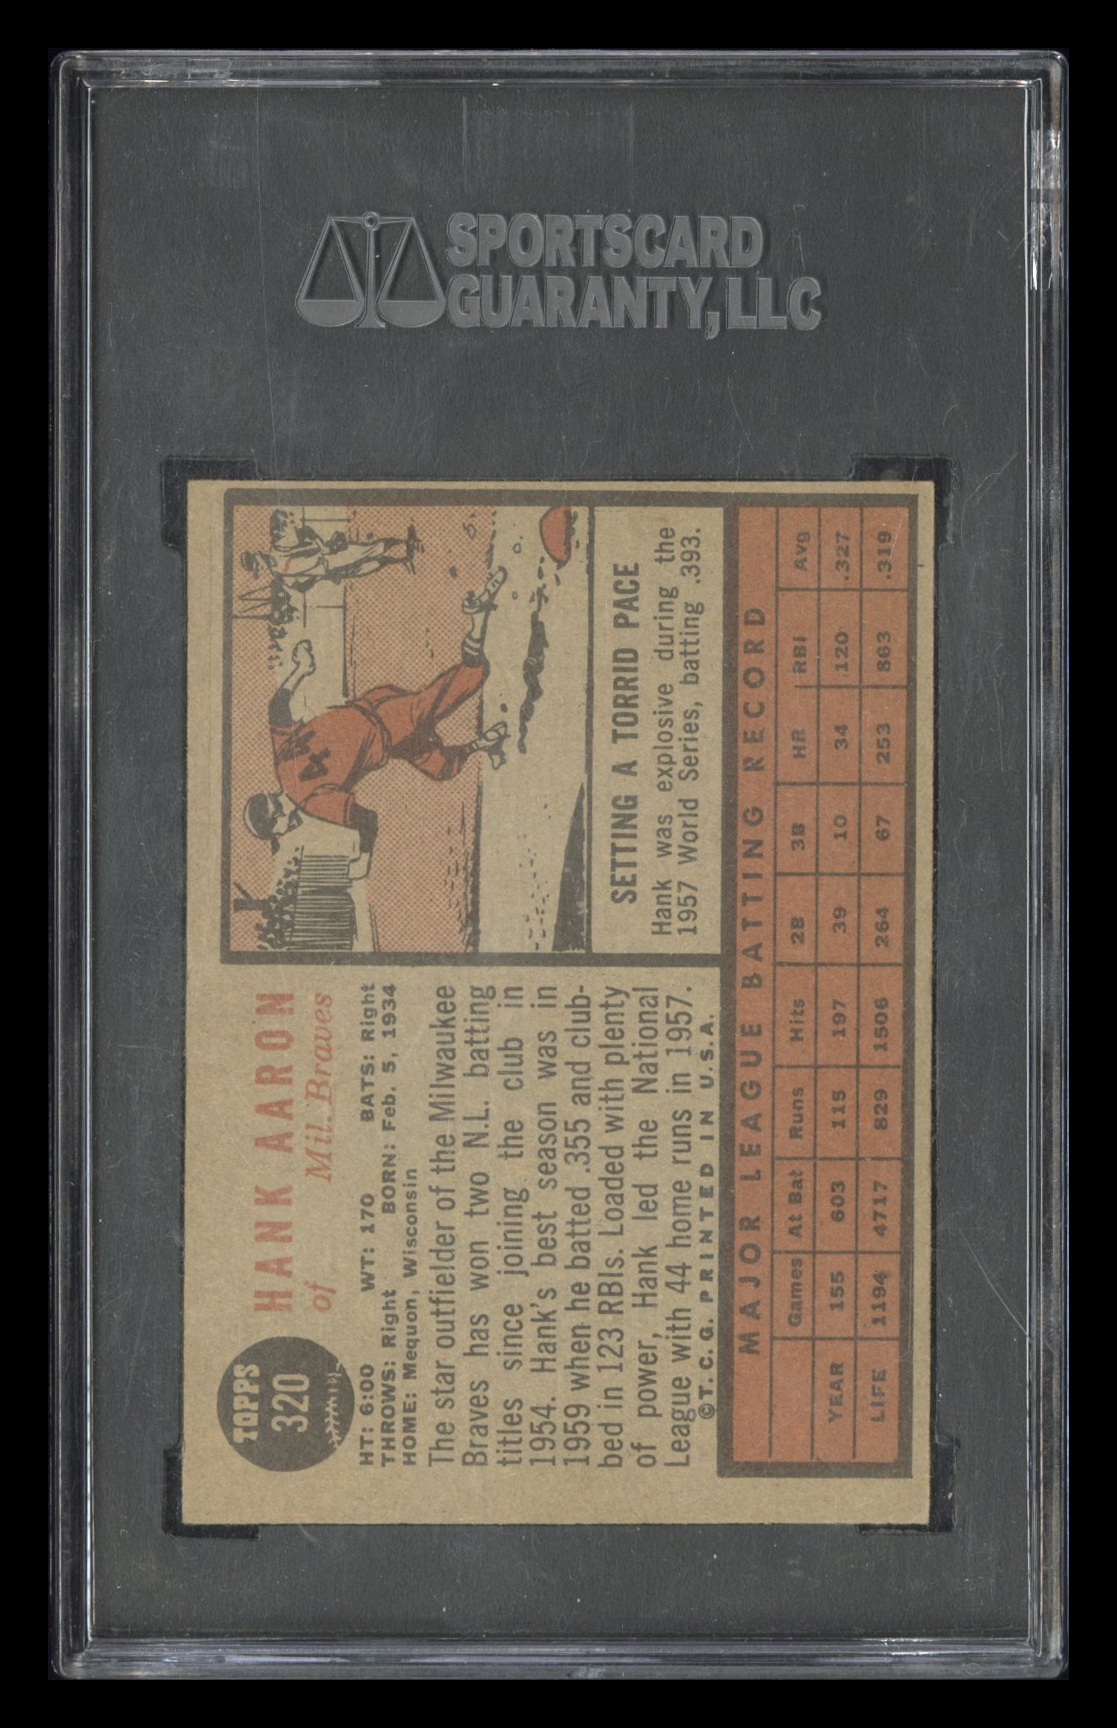 SPORTSCARD
GUARANTY, LLC
TOPPS
320
HANK AARON
of Mil. Braves
HT: 6:00 WT: 170 BATS: Right
THROWS: Right BORN: Feb. 5, 1934
HOME: Mequon, Wisconsin
The star outfielder of the Milwaukee
Braves has won two N.L. batting
titles since joining the club in
1954. Hank's best season was in
1959 when he batted .355 and club-
bed in 123 RBIs. Loaded with plenty
of power, Hank led the National
League with 44 home runs in 1957.
©T. C. G. PRINTED IN U. S. A.
44
SETTING A TORRID PACE
Hank was explosive during the
1957 World Series, batting .393.
MAJOR LEAGUE BATTING RECORD
Games At Bat Runs Hits 2B 3B HR RBI Avg
YEAR 155 603 115 197 39 10 34 120 .327
LIFE 1194 4717 829 1506 264 67 253 863 .319